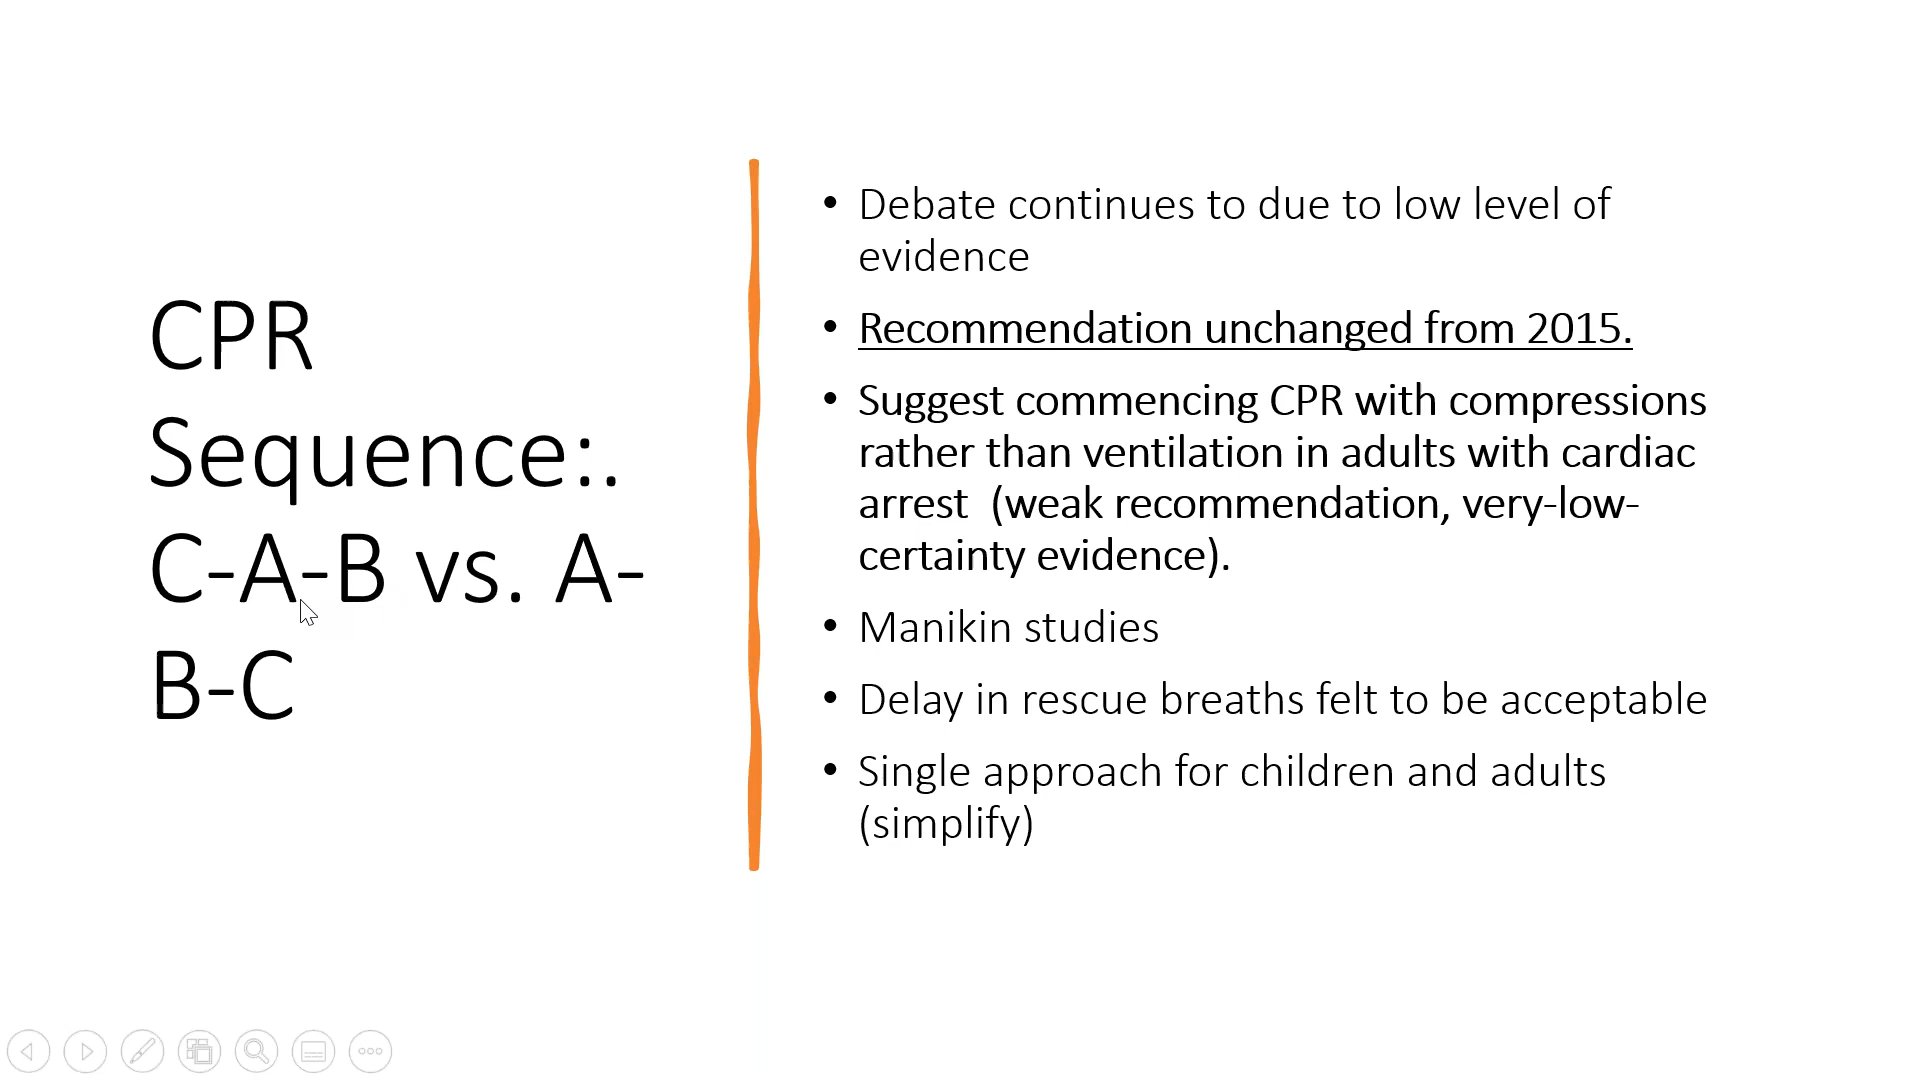 CPR
Sequence:.
C-A-B vs. A-
B-C
• Debate continues to due to low level of
evidence
• Recommendation unchanged from 2015.
• Suggest commencing CPR with compressions
rather than ventilation in adults with cardiac
arrest  (weak recommendation, very-low-
certainty evidence).
• Manikin studies
• Delay in rescue breaths felt to be acceptable
• Single approach for children and adults
(simplify)